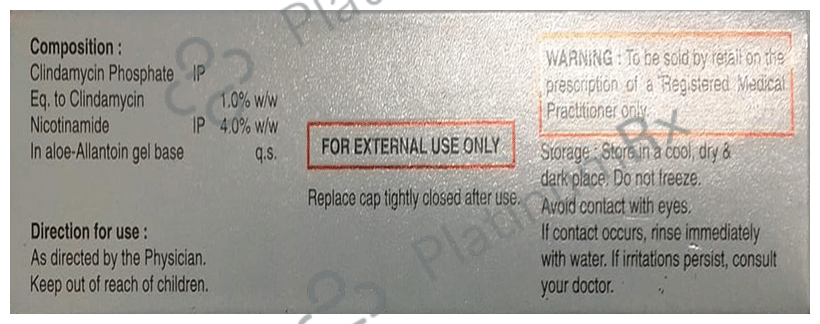 Composition :
Clindamycin Phosphate IP
Eq. to Clindamycin 1.0% w/w
Nicotinamide IP 4.0% w/w
In aloe-Allantoin gel base q.s.
Direction for use :
As directed by the Physician.
Keep out of reach of children.
FOR EXTERNAL USE ONLY
Replace cap tightly closed after use.
WARNING : To be sold by retail on the
prescription of a Registered Medical
Practitioner only.
Storage : Store in a cool, dry &
dark place. Do not freeze.
Avoid contact with eyes.
If contact occurs, rinse immediately
with water. If irritations persist, consult
your doctor.
PlatinumRx